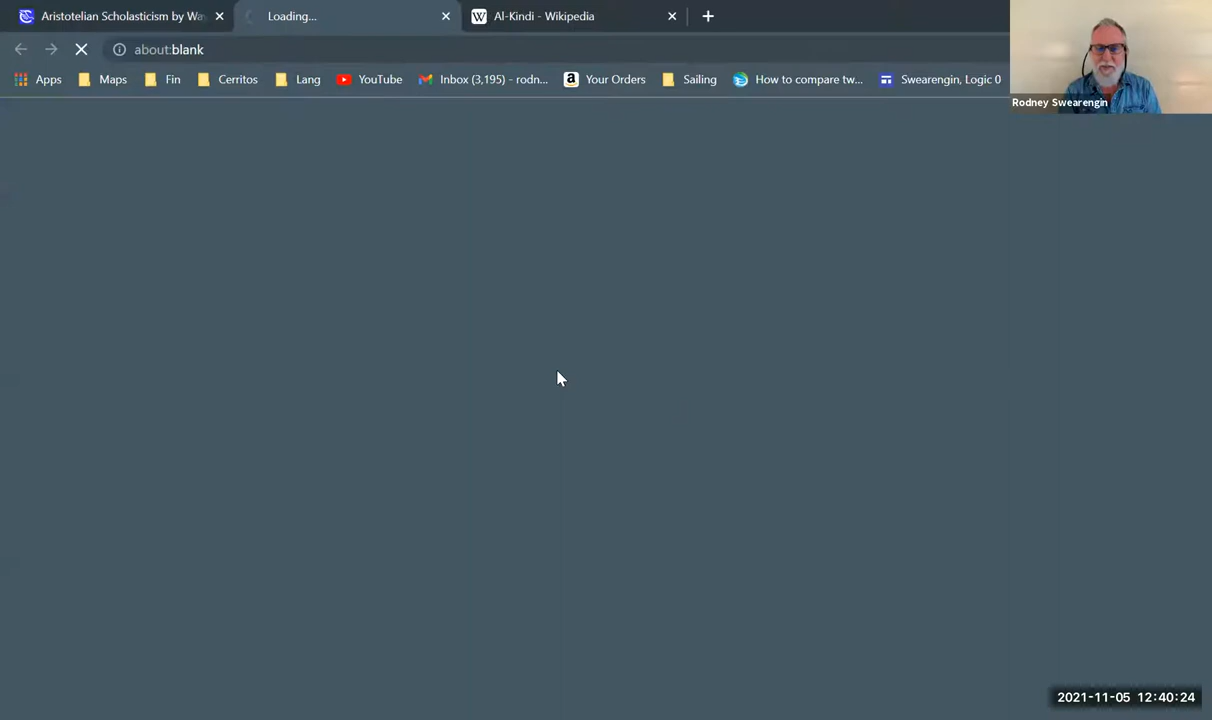 Aristotelian Scholasticism by Wa
Loading...
Al-Kindi - Wikipedia
about:blank
Apps Maps Fin Cerritos Lang YouTube Inbox (3,195) - rodn... Your Orders Sailing How to compare tw... Swearengin, Logic 0
Rodney Swearengin
2021-11-05 12:40:24